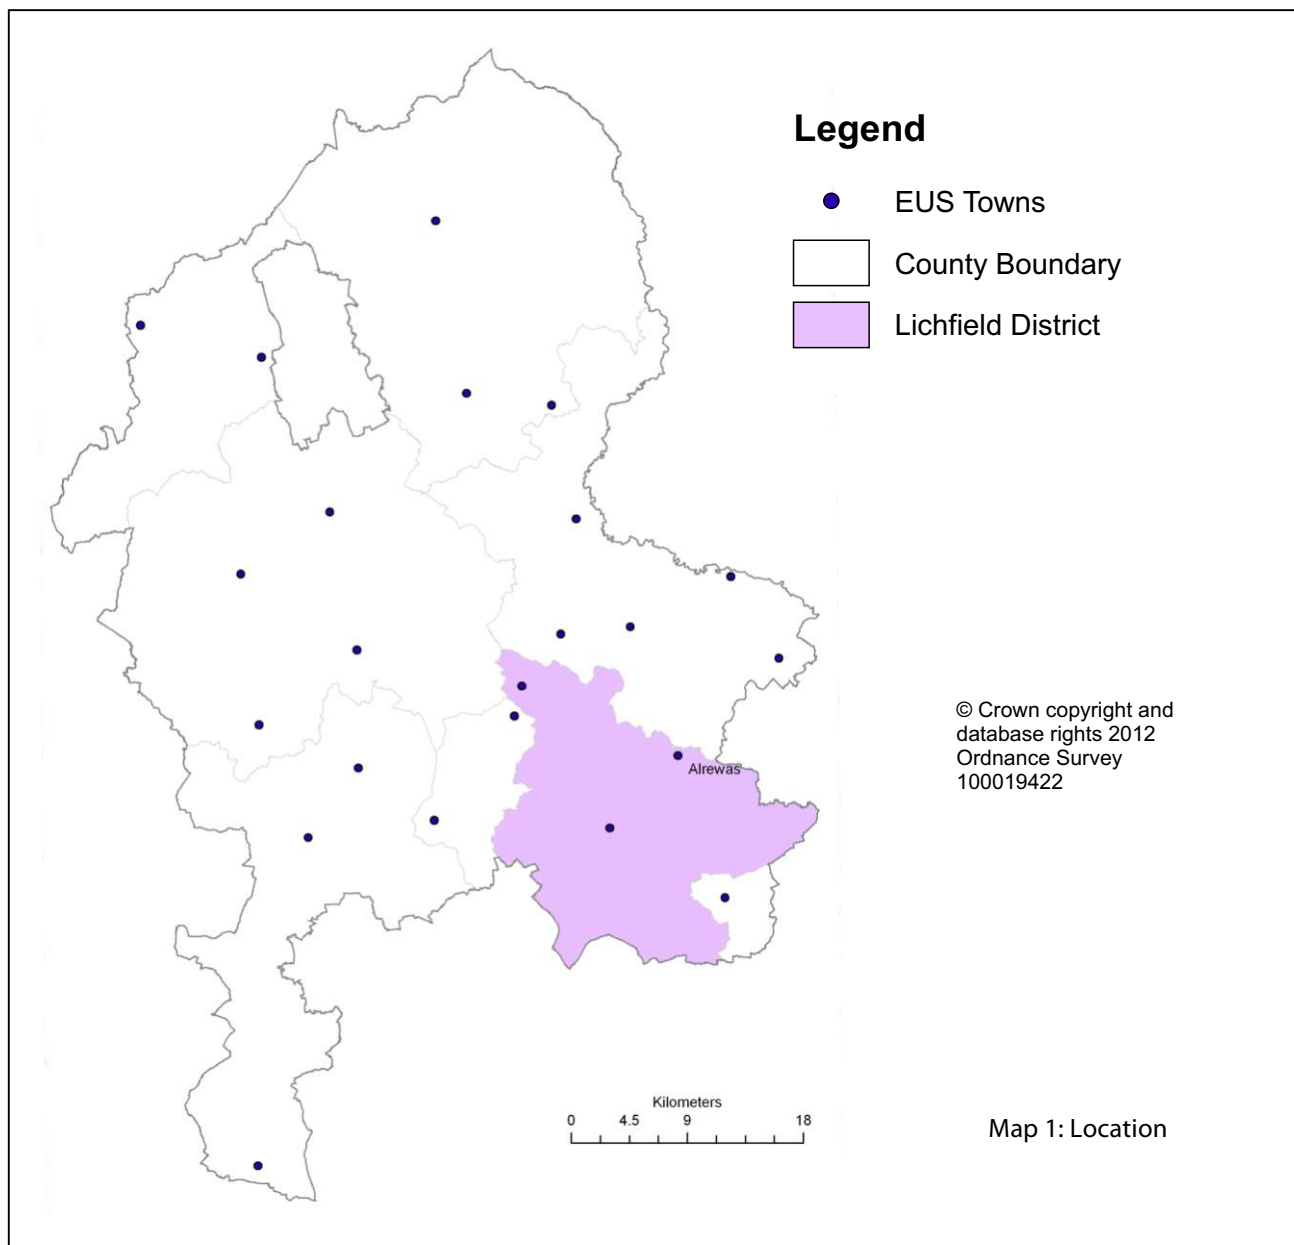 Legend
EUS Towns
County Boundary
Lichfield District
© Crown copyright and
database rights 2012
Ordnance Survey
100019422
Alrewas
Kilometers
0 4.5 9 18
Map 1: Location